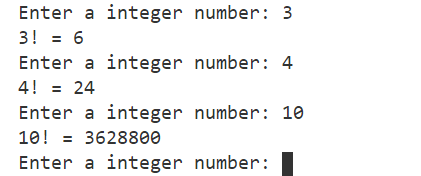 Enter a integer number: 3
3! = 6
Enter a integer number: 4
4! = 24
Enter a integer number: 10
10! = 3628800
Enter a integer number: